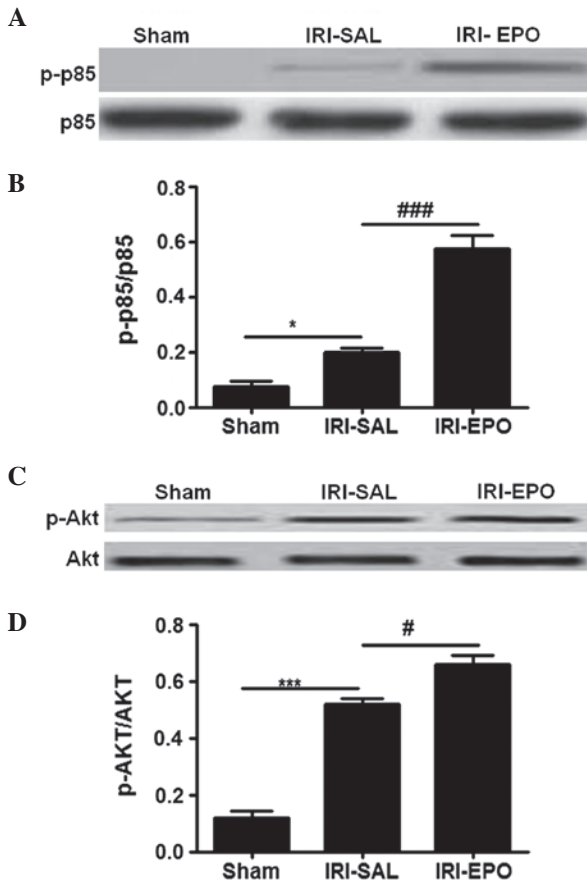 A
Sham IRI-SAL IRI- EPO
p-p85
p85
B
p-p85/p85
0.8
0.6
0.4
0.2
0.0
*
###
Sham IRI-SAL IRI-EPO
C
Sham IRI-SAL IRI-EPO
p-Akt
Akt
D
p-AKT/AKT
0.8
0.6
0.4
0.2
0.0
***
#
Sham IRI-SAL IRI-EPO